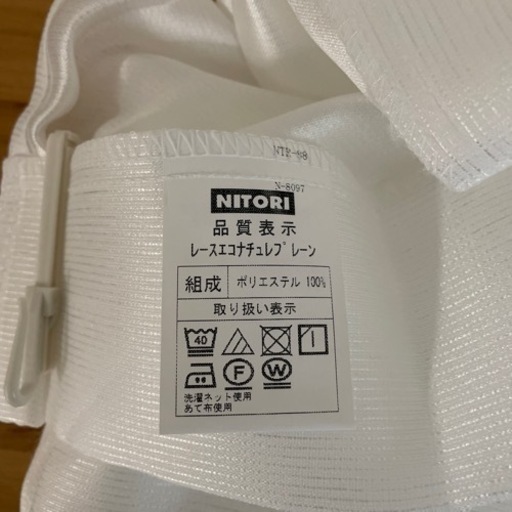 N-8097
NITORI
品質表示
レースエコナチュレプレーン
組成 ポリエステル 100%
取り扱い表示
40
F W
洗濯ネット使用
あて布使用